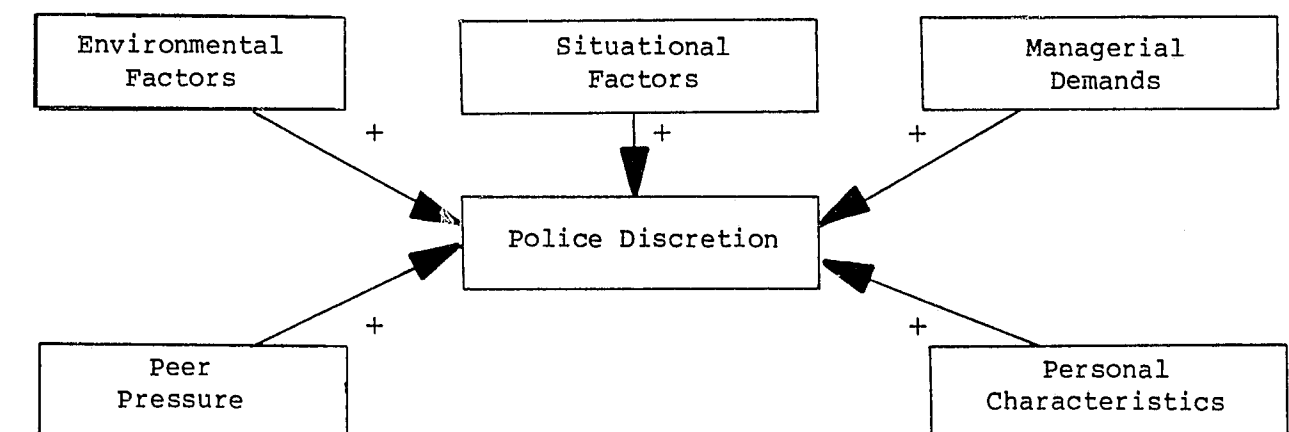 Environmental
Factors
Situational
Factors
Managerial
Demands
+
+
+
Police Discretion
+
+
Peer
Pressure
Personal
Characteristics